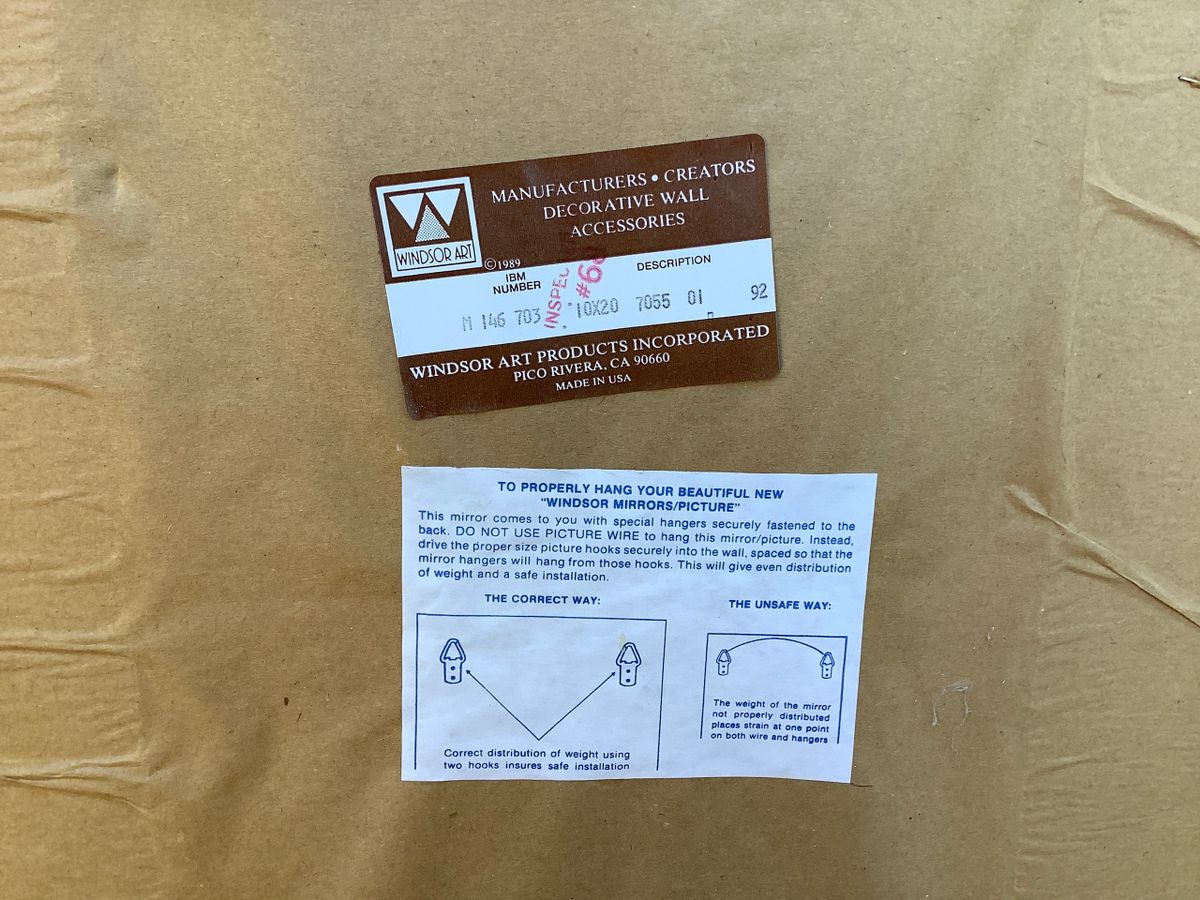 MANUFACTURERS • CREATORS
DECORATIVE WALL
ACCESSORIES
WINDSOR ART
©1989
IBM
NUMBER
DESCRIPTION
M 146 703
#6
10X20 7055 01 92
WINDSOR ART PRODUCTS INCORPORATED
PICO RIVERA, CA 90660
MADE IN USA
TO PROPERLY HANG YOUR BEAUTIFUL NEW
"WINDSOR MIRRORS/PICTURE"
This mirror comes to you with special hangers securely fastened to the
back. DO NOT USE PICTURE WIRE to hang this mirror/picture. Instead,
drive the proper size picture hooks securely into the wall, spaced so that the
mirror hangers will hang from those hooks. This will give even distribution
of weight and a safe installation.
THE CORRECT WAY:
Correct distribution of weight using
two hooks insures safe installation
THE UNSAFE WAY:
The weight of the mirror
not properly distributed
places strain at one point
on both wire and hangers